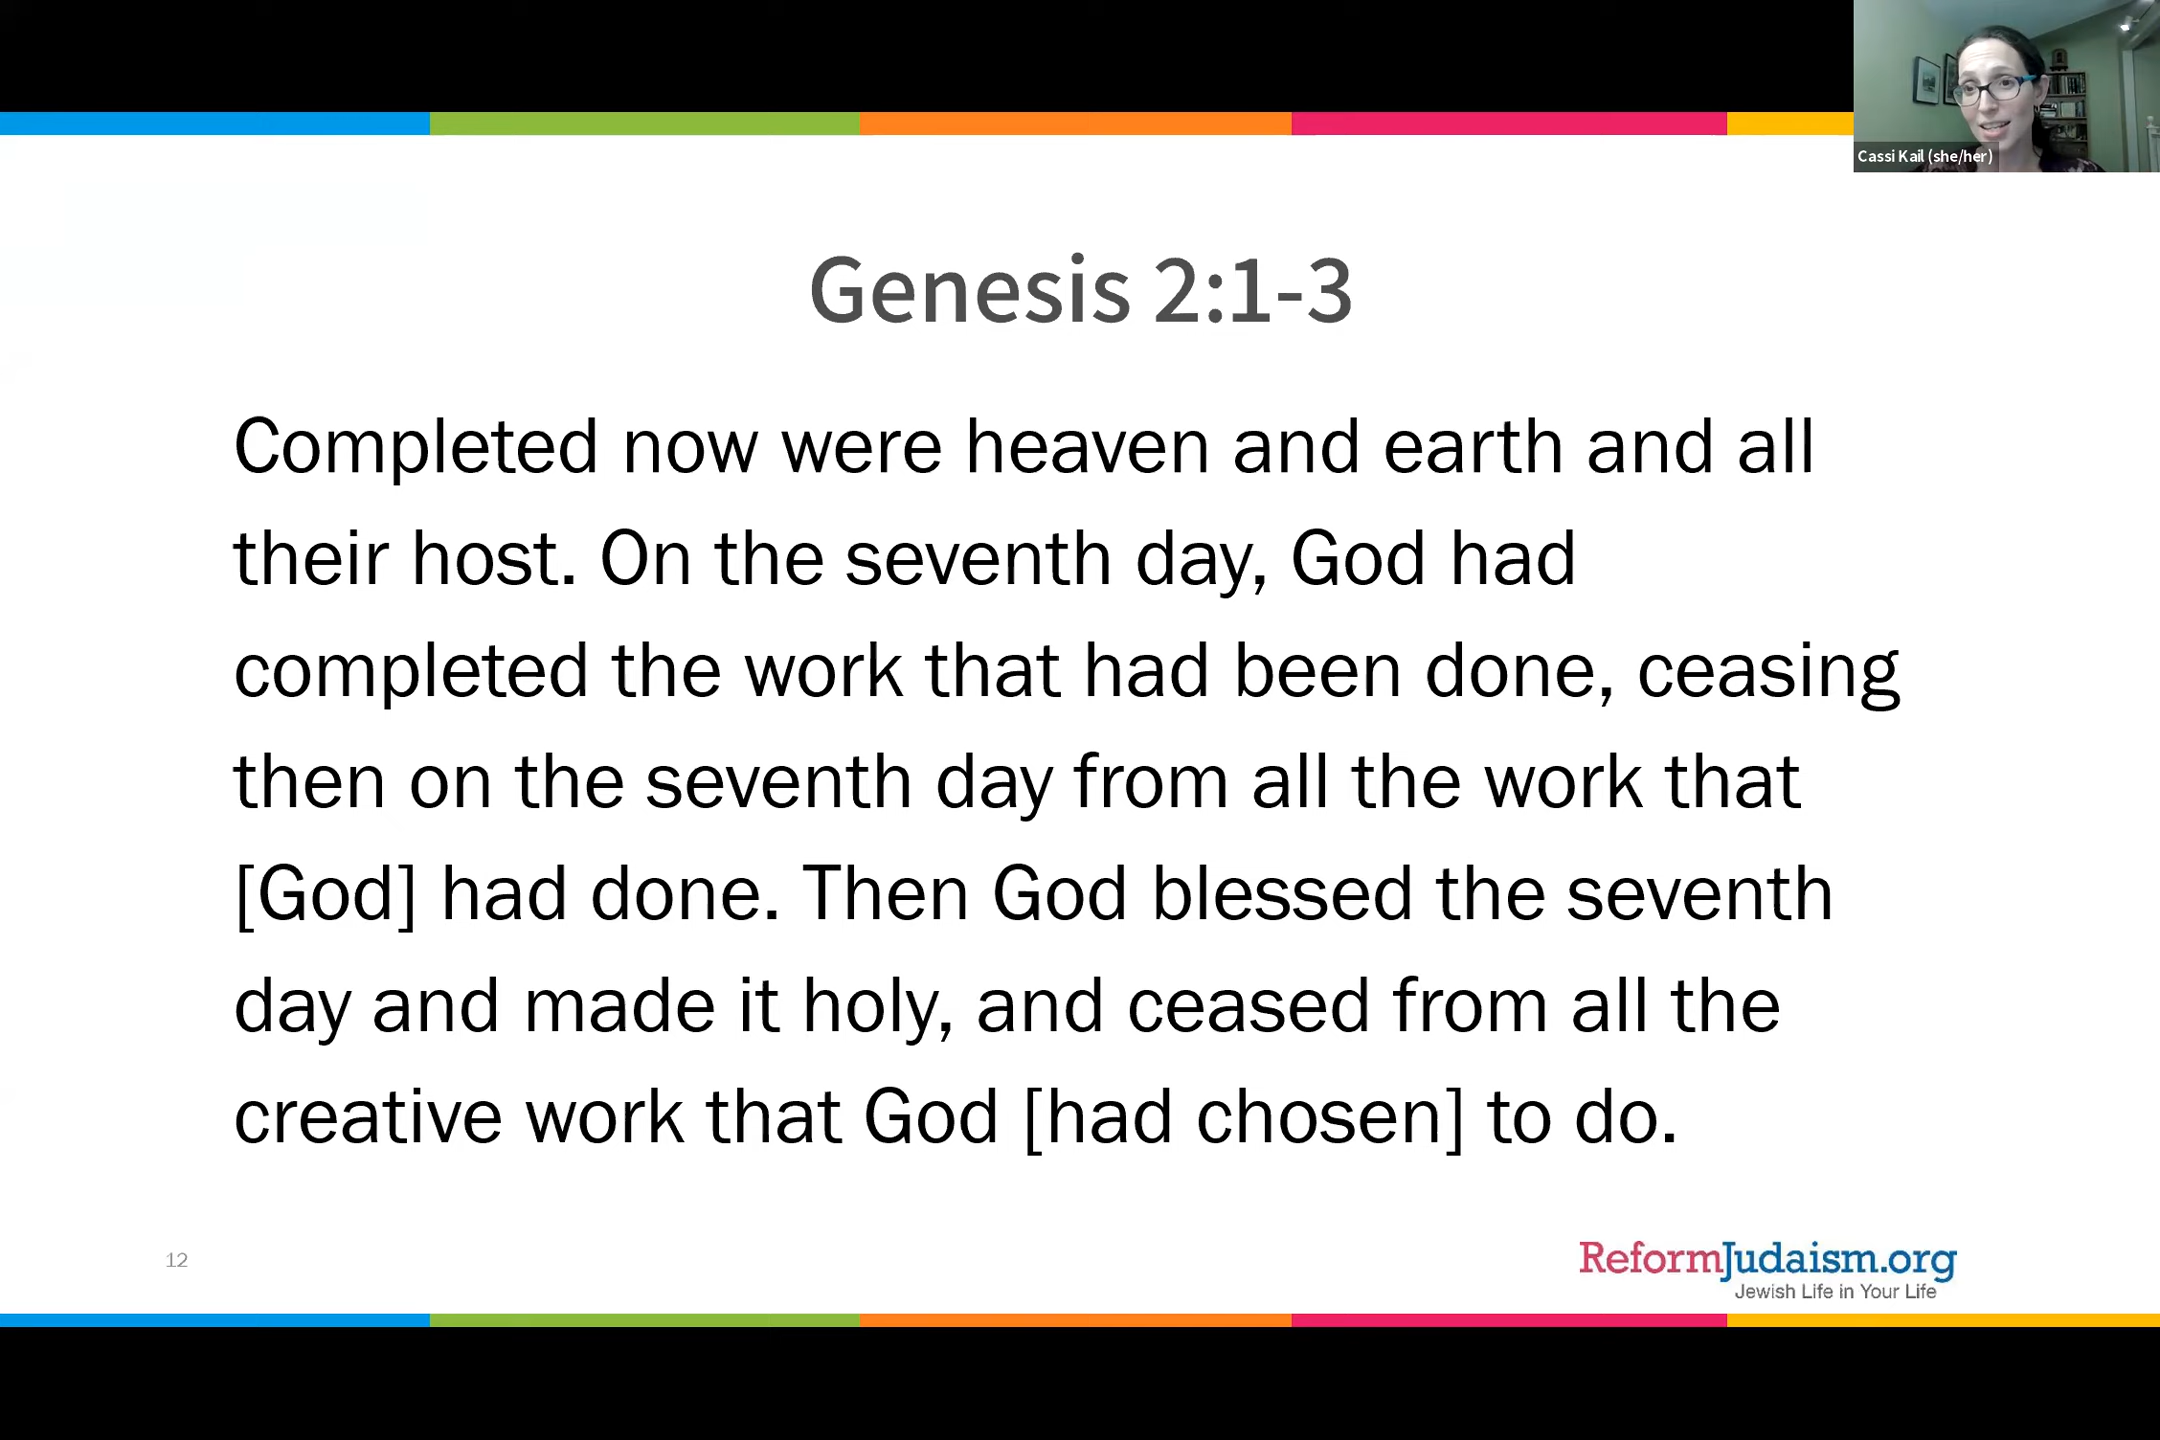 Cassi Kail (she/her)
Genesis 2:1-3
Completed now were heaven and earth and all
their host. On the seventh day, God had
completed the work that had been done, ceasing
then on the seventh day from all the work that
[God] had done. Then God blessed the seventh
day and made it holy, and ceased from all the
creative work that God [had chosen] to do.
12
ReformJudaism.org
Jewish Life in Your Life